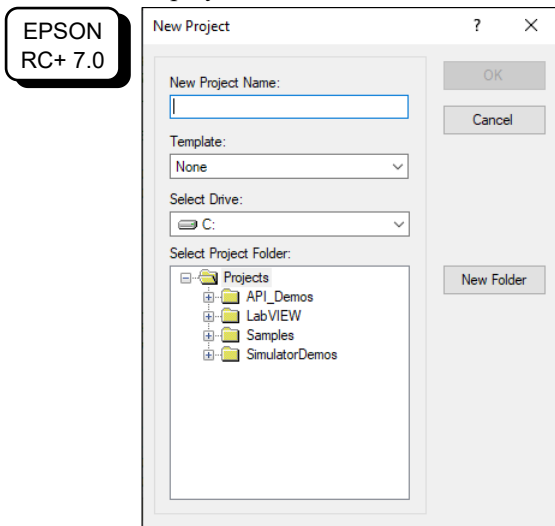 EPSON
RC+ 7.0
New Project
?
New Project Name:
OK
Cancel
Template:
None
Select Drive:
C:
Select Project Folder:
Projects
New Folder
API_Demos
LabVIEW
Samples
SimulatorDemos